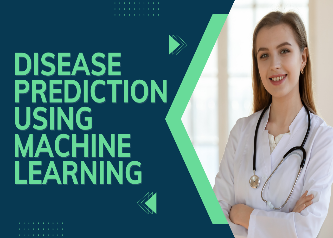 DISEASE
PREDICTION
USING
MACHINE
LEARNING